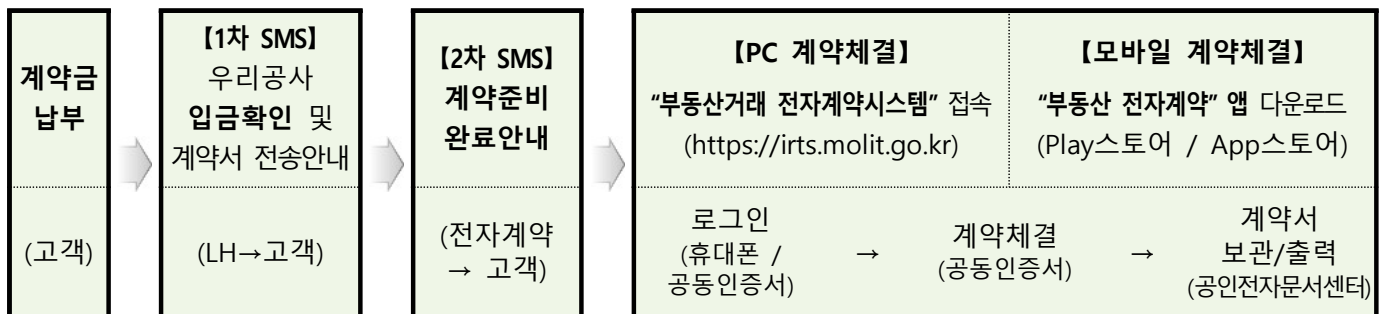 계약금
납부
(고객)
【1차 SMS】
우리공사
입금확인 및
계약서 전송안내
(LH→고객)
【2차 SMS】
계약준비
완료안내
(전자계약
→ 고객)
【PC 계약체결】
“부동산거래 전자계약시스템” 접속
(https://irts.molit.go.kr)
【모바일 계약체결】
“부동산 전자계약” 앱 다운로드
(Play스토어 / App스토어)
로그인
(휴대폰 /
공동인증서)
→
계약체결
(공동인증서)
→
계약서
보관/출력
(공인전자문서센터)